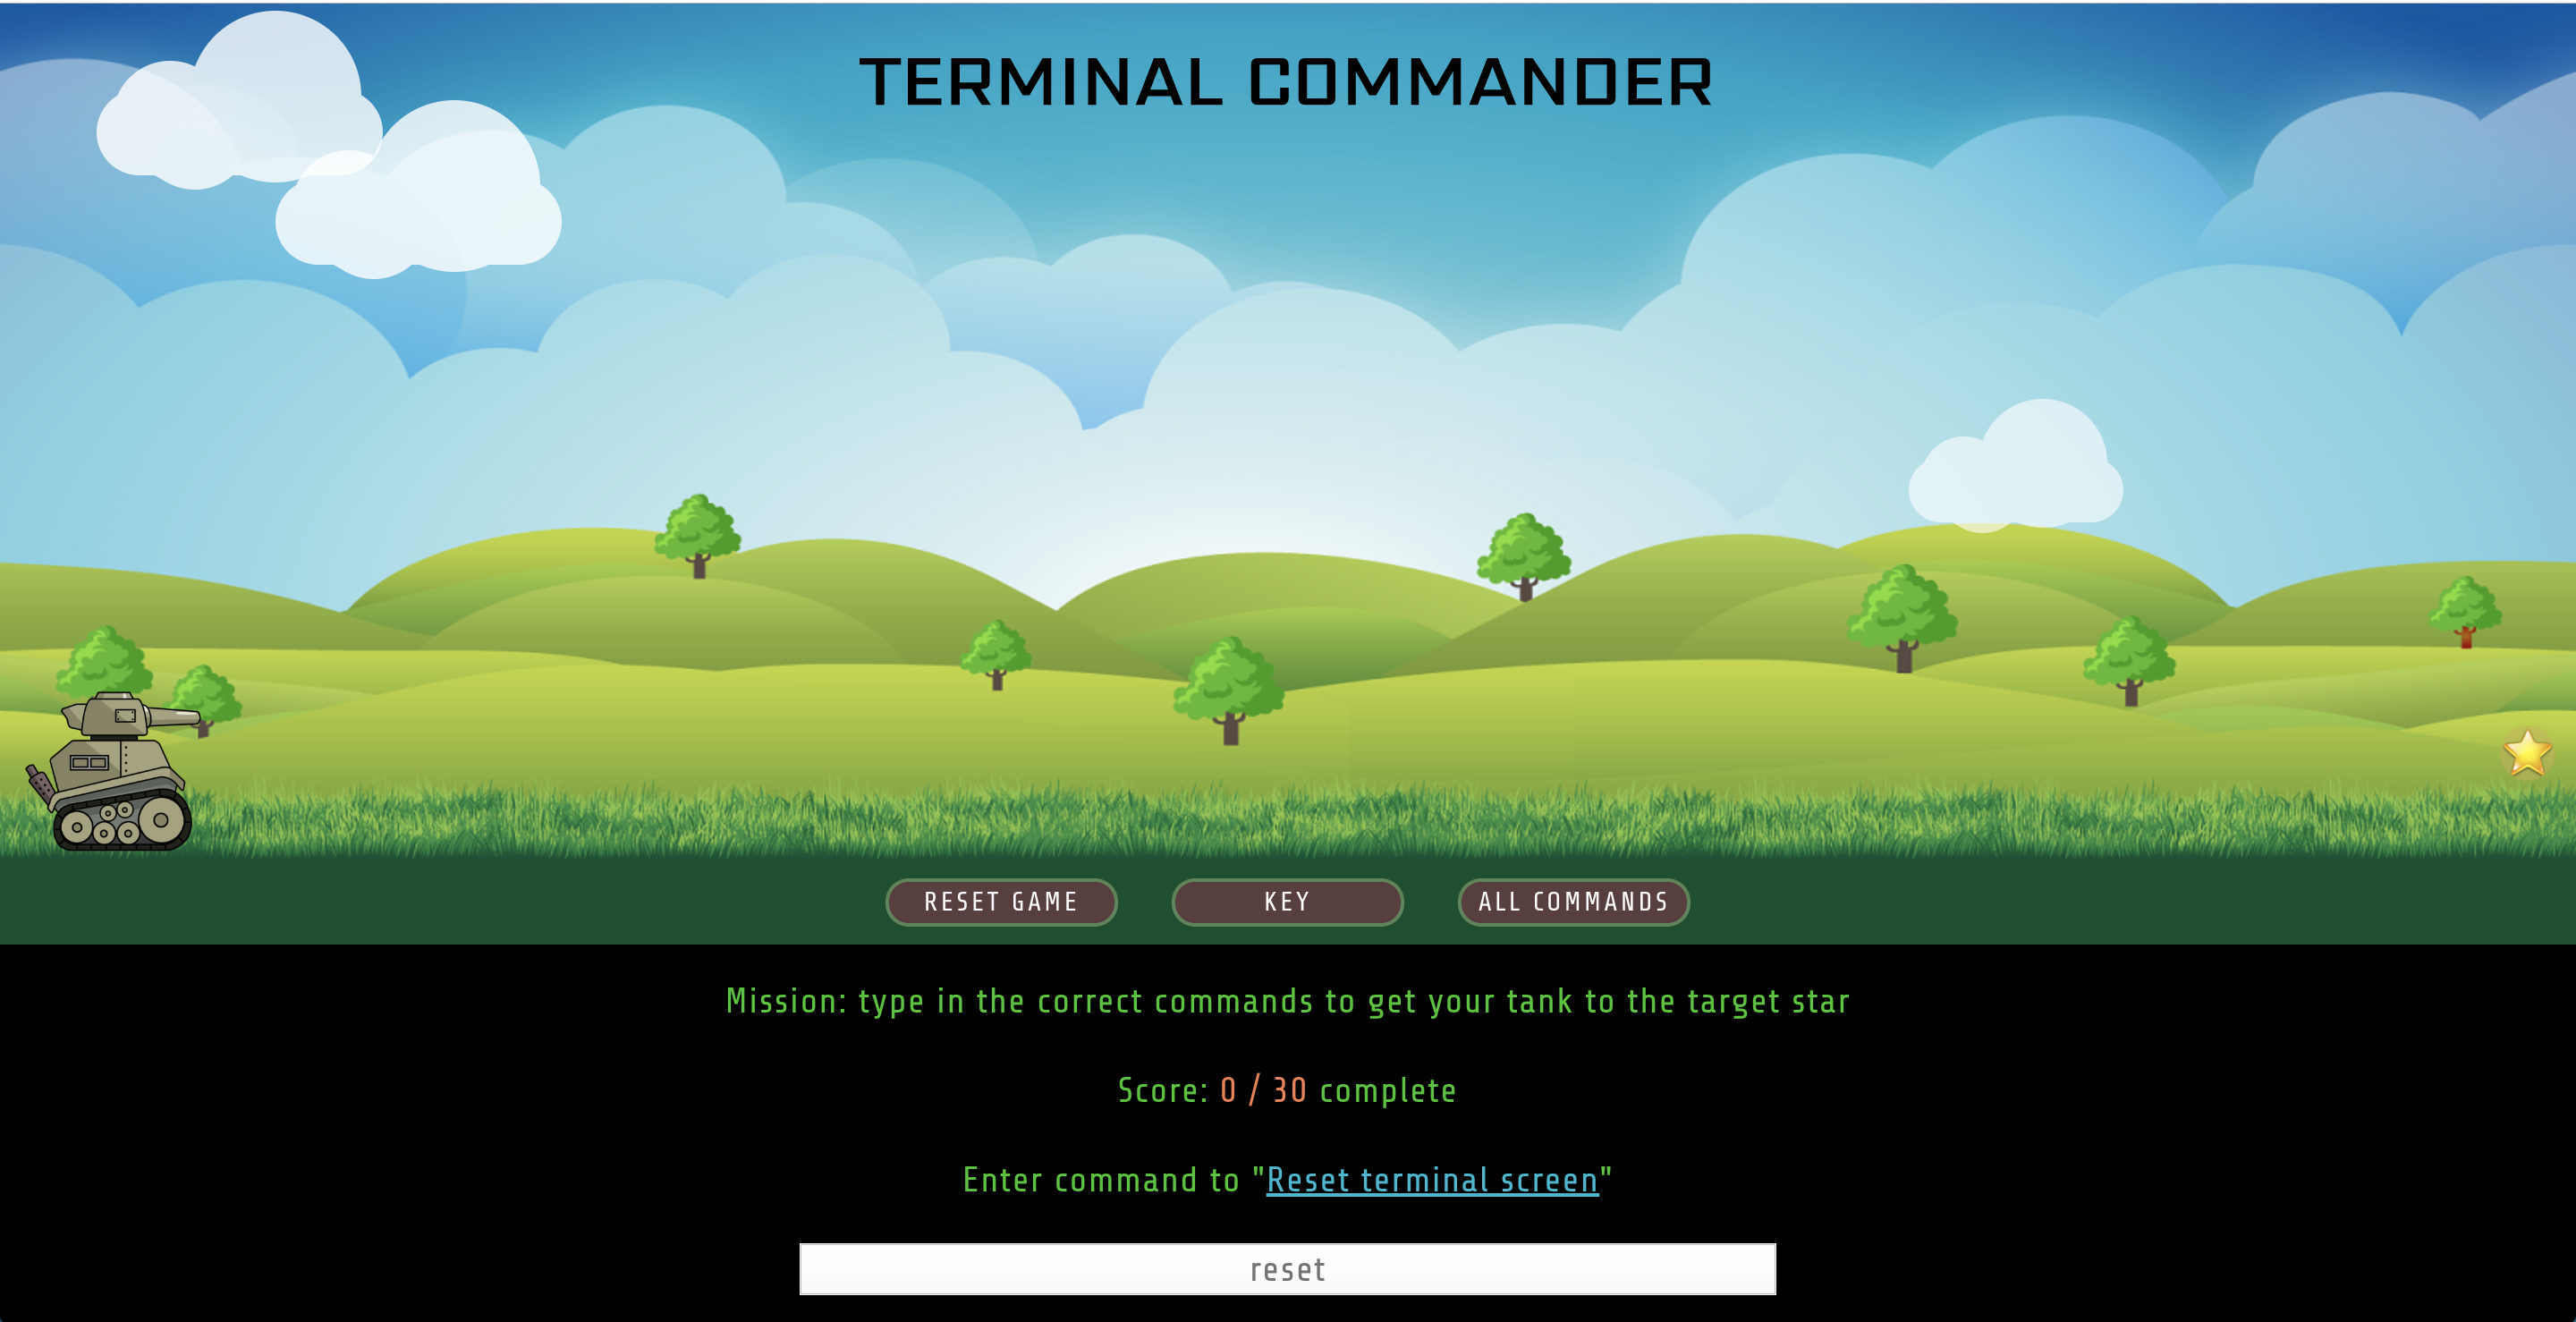 TERMINAL COMMANDER
RESET GAME
KEY
ALL COMMANDS
Mission: type in the correct commands to get your tank to the target star
Score: 0 / 30 complete
Enter command to "Reset terminal screen"
reset